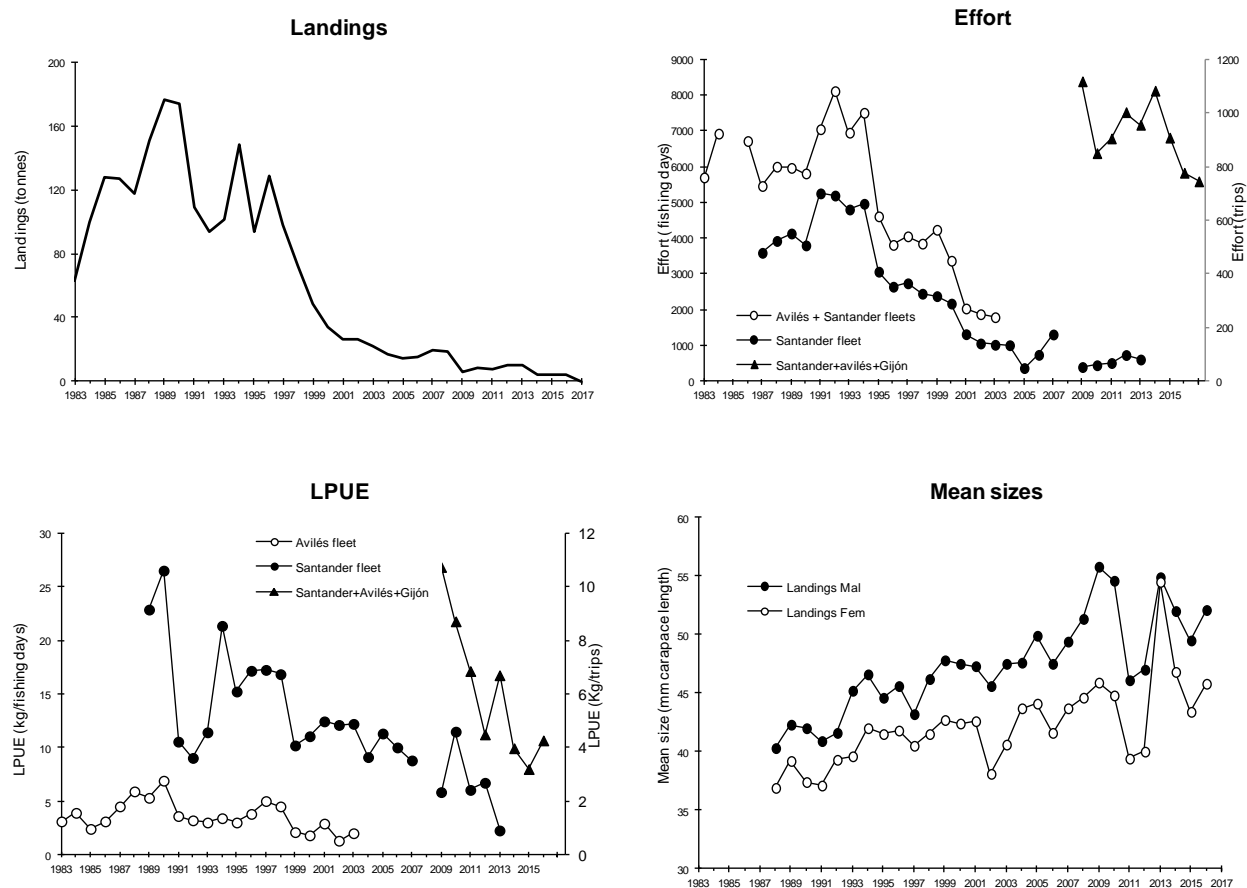 Landings
Landings (tonnes)
200
160
120
80
40
0
1983 1985 1987 1989 1991 1993 1995 1997 1999 2001 2003 2005 2007 2009 2011 2013 2015 2017
Effort
Effort ( fishing days)
9000
8000
7000
6000
5000
4000
3000
2000
1000
0
1200
1000
800
600
400
200
0
Effort (trips)
Avilés + Santander fleets
Santander fleet
Santander+avilés+Gijón
1983 1985 1987 1989 1991 1993 1995 1997 1999 2001 2003 2005 2007 2009 2011 2013 2015
LPUE
LPUE (kg/fishing days)
30
25
20
15
10
5
0
12
10
8
6
4
2
0
LPUE (Kg/trips)
Avilés fleet
Santander fleet
Santander+Avilés+Gijón
1983 1985 1987 1989 1991 1993 1995 1997 1999 2001 2003 2005 2007 2009 2011 2013 2015
Mean sizes
Mean size (mm carapace length)
60
55
50
45
40
35
30
Landings Mal
Landings Fem
1983 1985 1987 1989 1991 1993 1995 1997 1999 2001 2003 2005 2007 2009 2011 2013 2015 2017